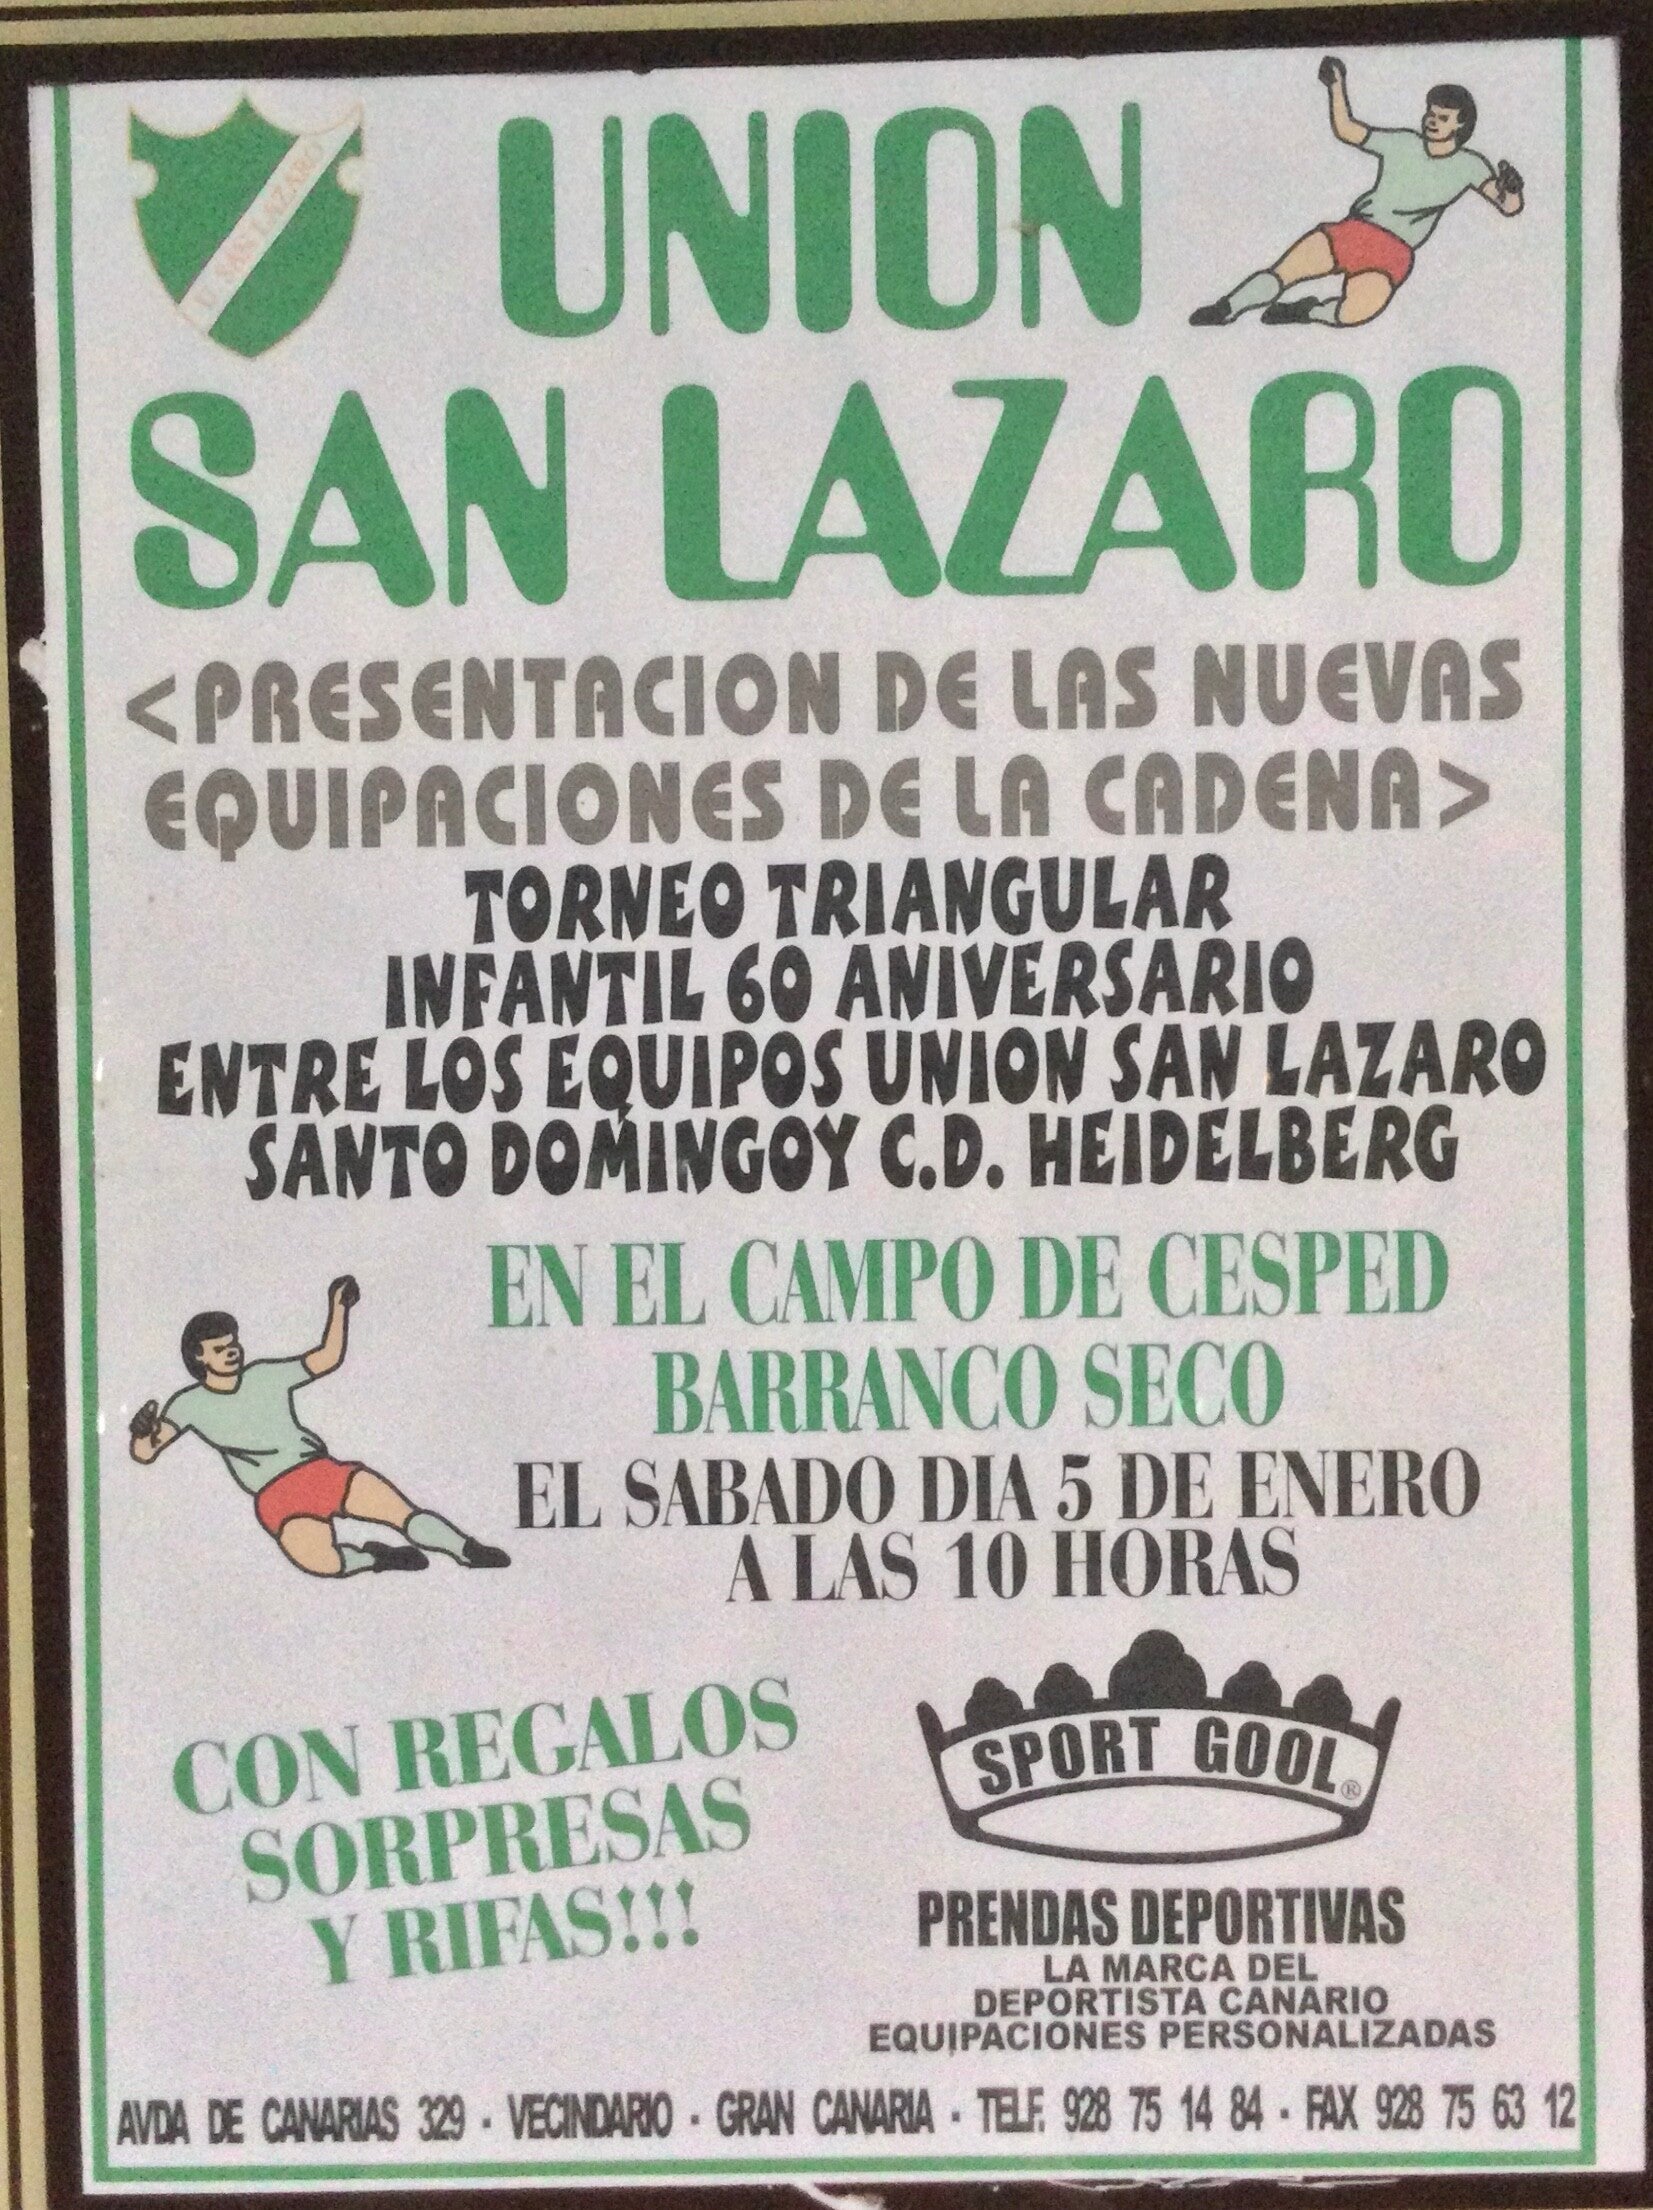 UNION
U. SAN LAZARO
SAN LAZARO
<PRESENTACION DE LAS NUEVAS
EQUIPACIONES DE LA CADENA>
TORNEO TRIANGULAR
INFANTIL 60 ANIVERSARIO
ENTRE LOS EQUIPOS UNION SAN LAZARO
SANTO DOMINGOY C.D. HEIDELBERG
EN EL CAMPO DE CESPED
BARRANCO SECO
EL SABADO DIA 5 DE ENERO
A LAS 10 HORAS
CON REGALOS
SORPRESAS
Y RIFAS!!!
SPORT GOOL®
PRENDAS DEPORTIVAS
LA MARCA DEL
DEPORTISTA CANARIO
EQUIPACIONES PERSONALIZADAS
AVDA DE CANARIAS 329 - VECINDARIO - GRAN CANARIA - TELF. 928 75 14 84 - FAX 928 75 63 12